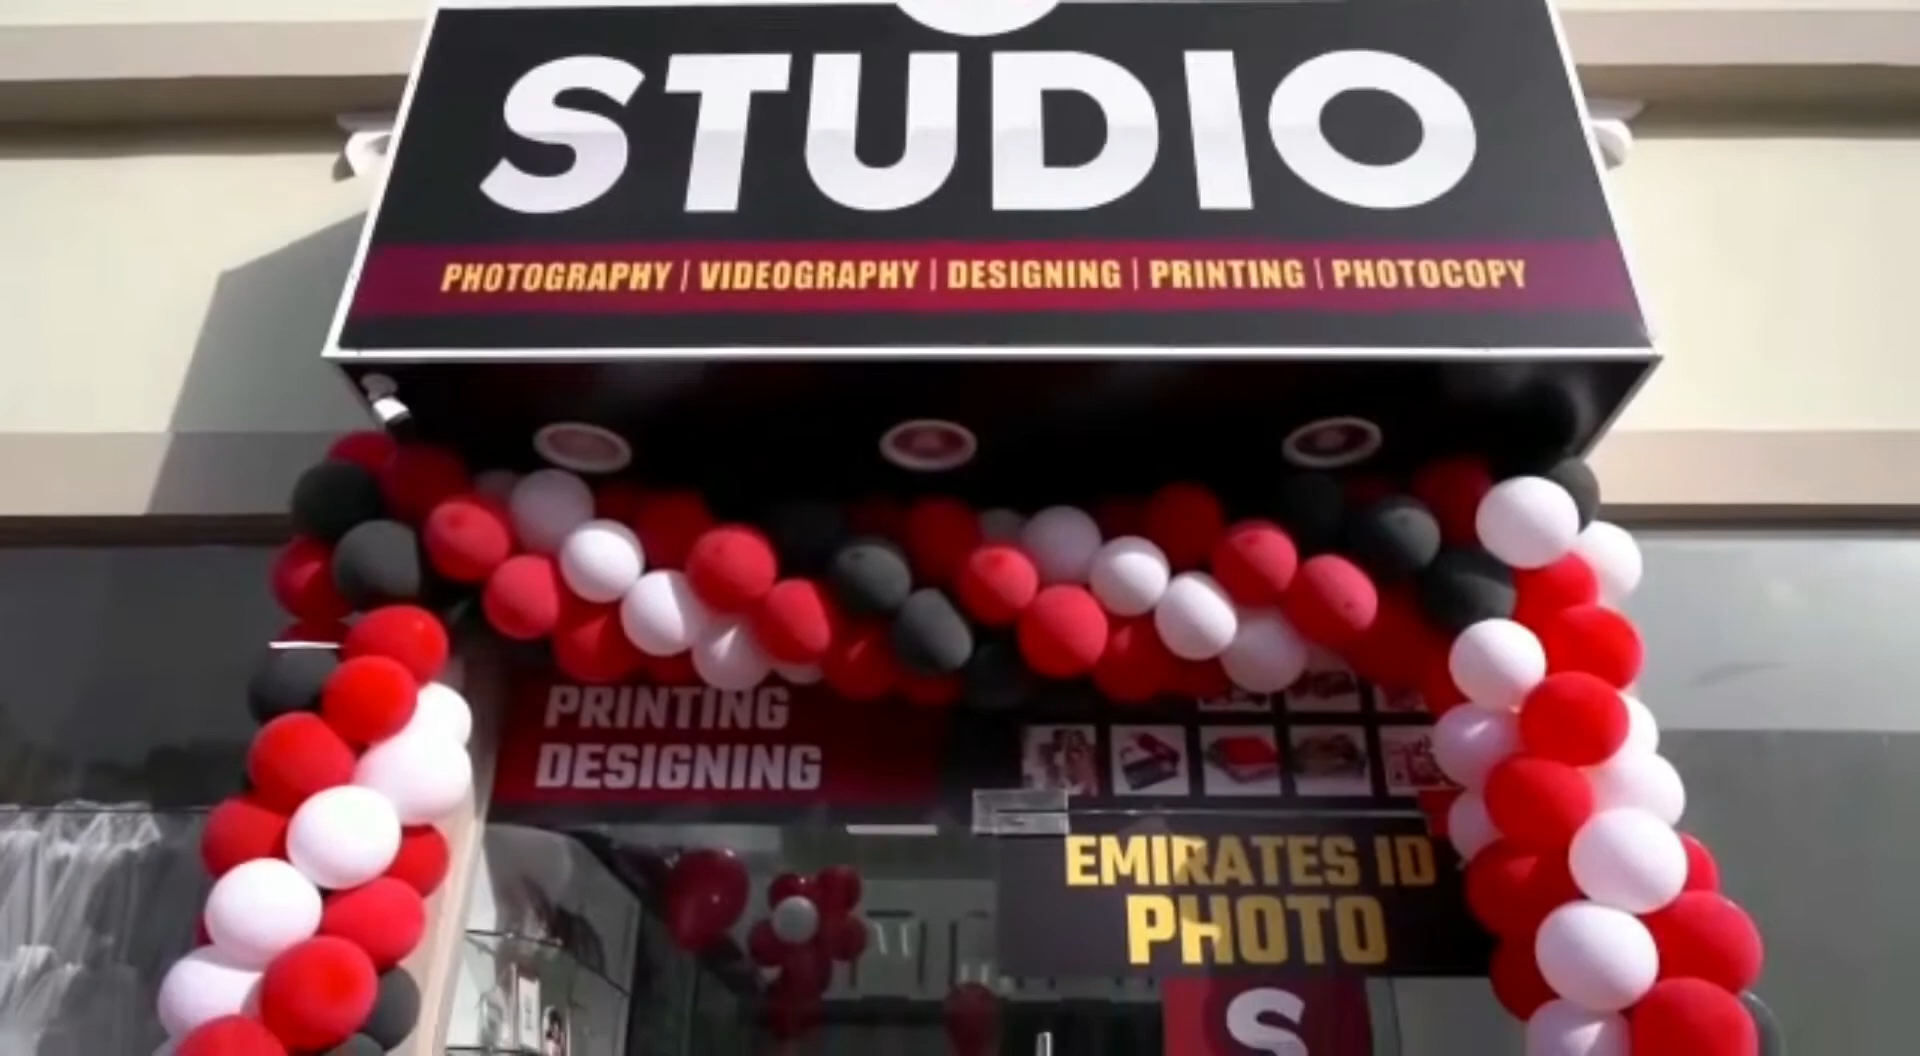 STUDIO
PHOTOGRAPHY | VIDEOGRAPHY | DESIGNING | PRINTING | PHOTOCOPY
PRINTING
DESIGNING
EMIRATES ID
PHOTO
S